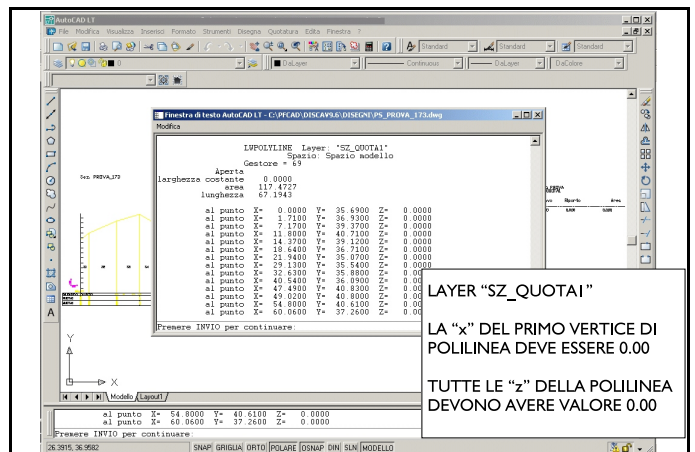 AutoCAD LT
File Modifica Visualizza Inserisci Formato Strumenti Disegna Quotatura Edita Finestra ?
Standard Standard Standard
0 DaLayer Continuous DaLayer DaColore
Sez. PROVA_173
Finestra di testo AutoCAD LT - C:\PFCAD\DISCAV9.6\DISEGNI\PS_PROVA_173.dwg
Modifica
LWPOLYLINE Layer: "SZ_QUOTA1"
Spazio: Spazio modello
Gestore = 69
Aperta
larghezza costante 0.0000
area 117.4727
lunghezza 67.1943
al punto X= 0.0000 Y= 35.6900 Z= 0.0000
al punto X= 1.7100 Y= 36.9300 Z= 0.0000
al punto X= 7.1700 Y= 39.3700 Z= 0.0000
al punto X= 11.8000 Y= 40.7100 Z= 0.0000
al punto X= 14.3700 Y= 39.1200 Z= 0.0000
al punto X= 18.6400 Y= 36.7100 Z= 0.0000
al punto X= 21.9400 Y= 35.0700 Z= 0.0000
al punto X= 29.1300 Y= 35.5400 Z= 0.0000
al punto X= 32.6300 Y= 35.8800 Z= 0.0000
al punto X= 40.5400 Y= 36.0900 Z= 0.0000
al punto X= 47.4900 Y= 40.8300 Z= 0.0000
al punto X= 49.0200 Y= 40.8000 Z= 0.0000
al punto X= 54.8000 Y= 40.6100 Z= 0.0000
al punto X= 60.0600 Y= 37.2600 Z= 0.0000
Premere INVIO per continuare:
LAYER “SZ_QUOTA1”
LA “x” DEL PRIMO VERTICE DI
POLILINEA DEVE ESSERE 0.00
TUTTE LE “z” DELLA POLILINEA
DEVONO AVERE VALORE 0.00
Y
X
Modello Layout1
al punto X= 54.8000 Y= 40.6100 Z= 0.0000
al punto X= 60.0600 Y= 37.2600 Z= 0.0000
Premere INVIO per continuare:
26.3915, 36.9582 SNAP GRIGLIA ORTO POLARE OSNAP DIN SLN MODELLO